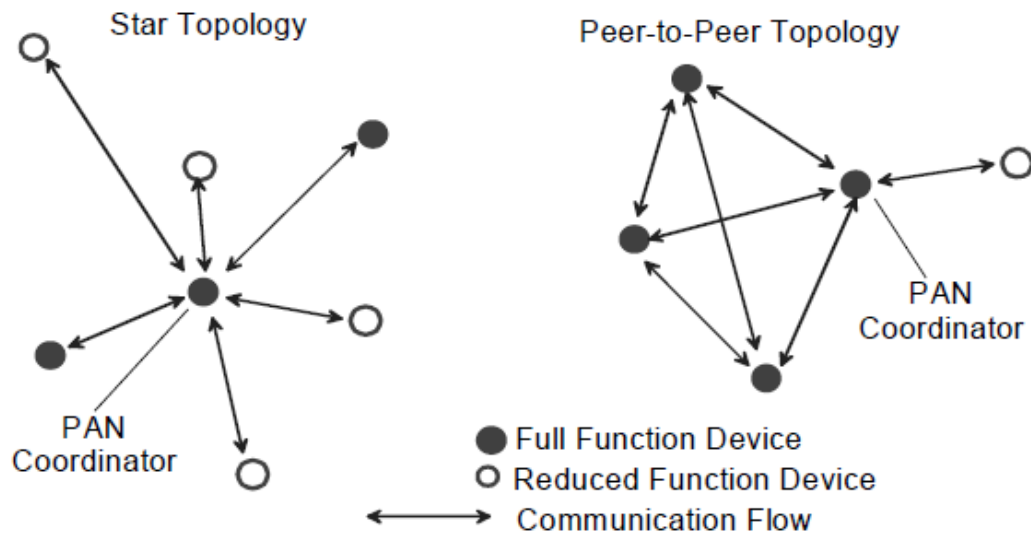 Star Topology
Peer-to-Peer Topology
PAN
Coordinator
PAN
Coordinator
Full Function Device
Reduced Function Device
Communication Flow